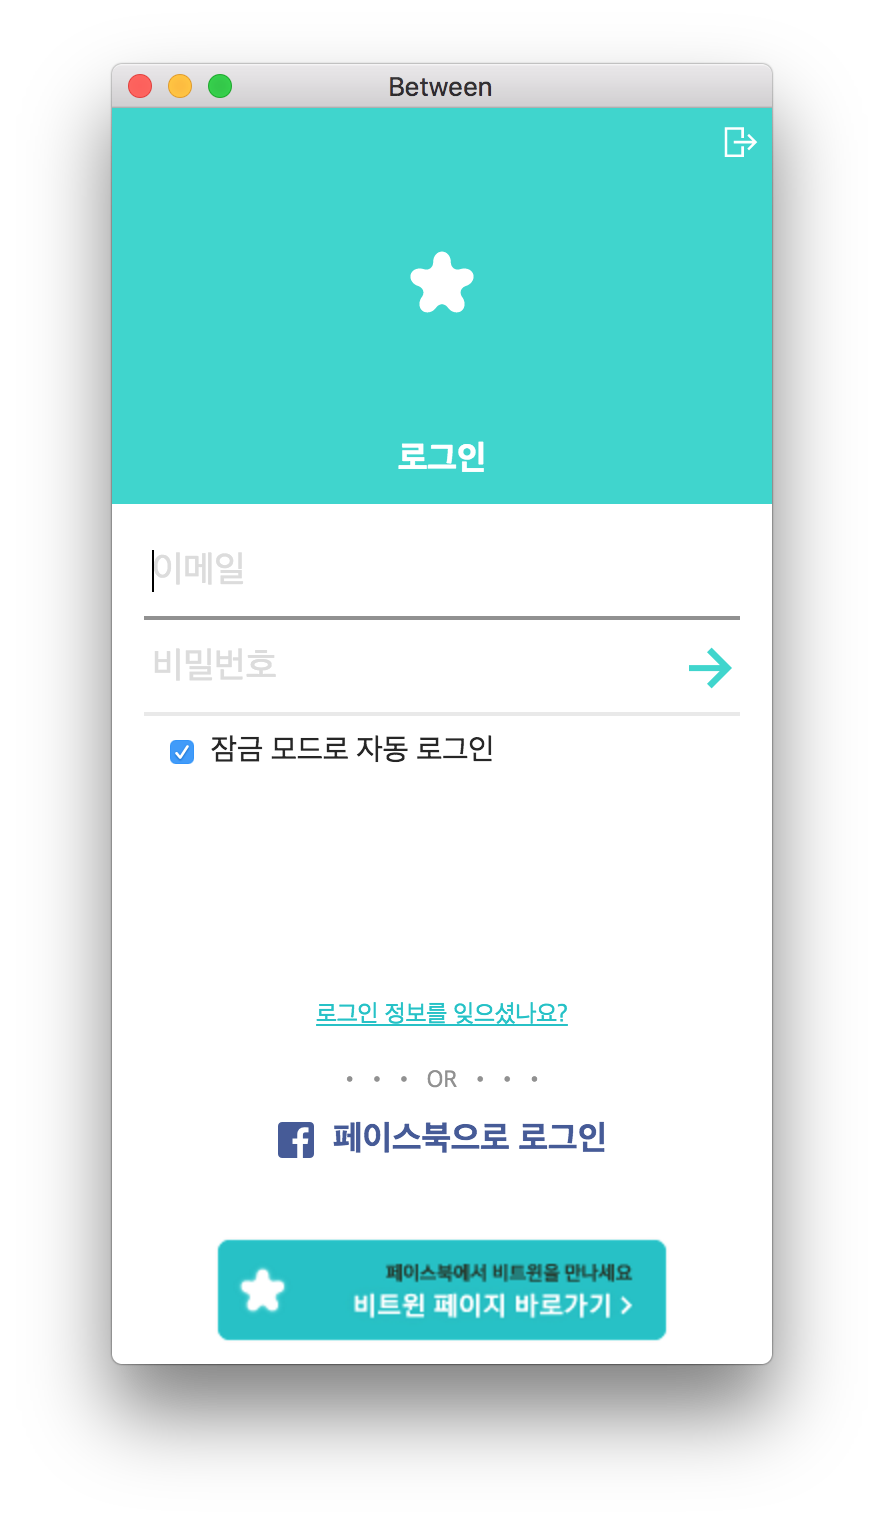 Between
로그인
이메일
비밀번호
잠금 모드로 자동 로그인
로그인 정보를 잊으셨나요?
• • • OR • • •
페이스북으로 로그인
페이스북에서 비트윈을 만나세요
비트윈 페이지 바로가기 >